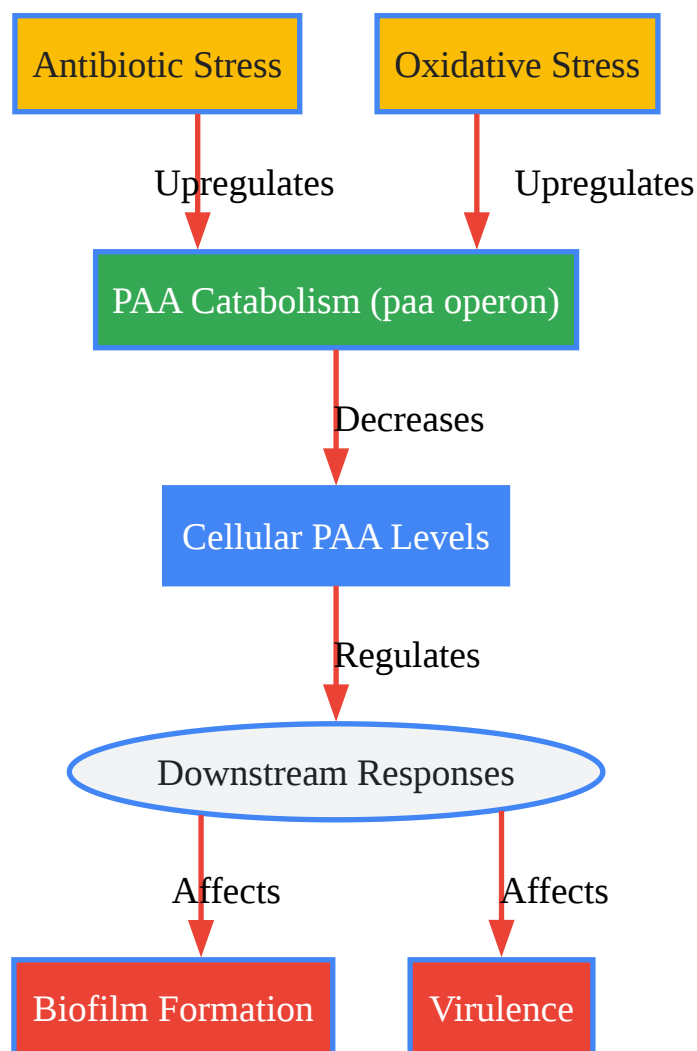 Antibiotic Stress
Oxidative Stress
Upregulates
Upregulates
PAA Catabolism (paa operon)
Decreases
Cellular PAA Levels
Regulates
Downstream Responses
Affects
Affects
Biofilm Formation
Virulence